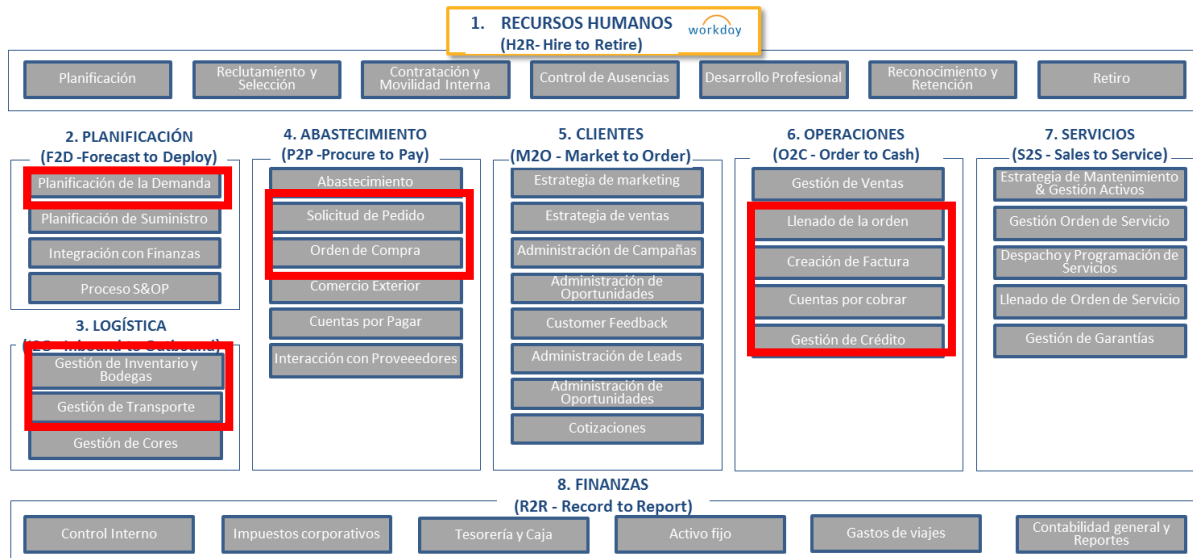 1. RECURSOS HUMANOS
(H2R- Hire to Retire)
workday
Planificación
Reclutamiento y
Selección
Contratación y
Movilidad Interna
Control de Ausencias
Desarrollo Profesional
Reconocimiento y
Retención
Retiro
2. PLANIFICACIÓN
(F2D -Forecast to Deploy)
Planificación de la Demanda
Planificación de Suministro
Integración con Finanzas
Proceso S&OP
3. LOGÍSTICA
(I2O - Inbound to Outbound)
Gestión de Inventario y
Bodegas
Gestión de Transporte
Gestión de Cores
4. ABASTECIMIENTO
(P2P -Procure to Pay)
Abastecimiento
Solicitud de Pedido
Orden de Compra
Comercio Exterior
Cuentas por Pagar
Interacción con Proveeedores
5. CLIENTES
(M2O - Market to Order)
Estrategia de marketing
Estrategia de ventas
Administración de Campañas
Administración de
Oportunidades
Customer Feedback
Administración de Leads
Administración de
Oportunidades
Cotizaciones
6. OPERACIONES
(O2C - Order to Cash)
Gestión de Ventas
Llenado de la orden
Creación de Factura
Cuentas por cobrar
Gestión de Crédito
7. SERVICIOS
(S2S - Sales to Service)
Estrategia de Mantenimiento
& Gestión Activos
Gestión Orden de Servicio
Despacho y Programación de
Servicios
Llenado de Orden de Servicio
Gestión de Garantías
8. FINANZAS
(R2R - Record to Report)
Control Interno
Impuestos corporativos
Tesorería y Caja
Activo fijo
Gastos de viajes
Contabilidad general y
Reportes